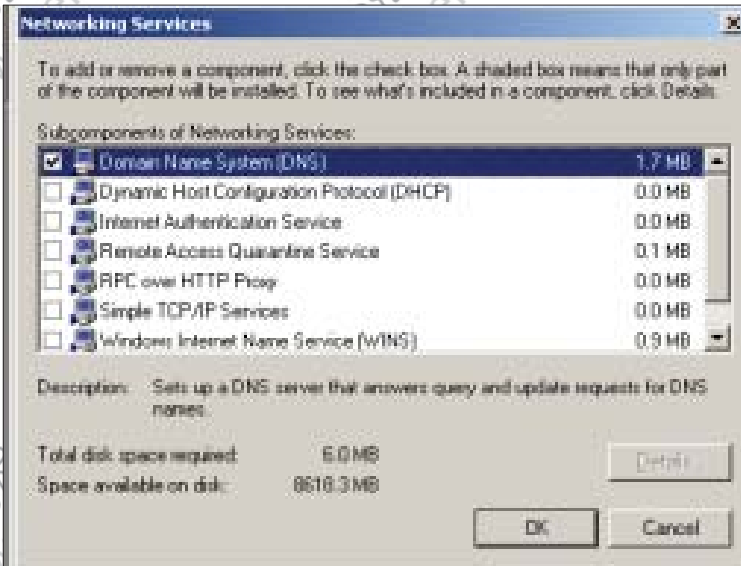 Networking Services
To add or remove a component, click the check box. A shaded box means that only part
of the component will be installed. To see what's included in a component, click Details.
Subcomponents of Networking Services:
Domain Name System (DNS) 1.7 MB
Dynamic Host Configuration Protocol (DHCP) 0.0 MB
Internet Authentication Service 0.0 MB
Remote Access Quarantine Service 0.1 MB
RPC over HTTP Proxy 0.0 MB
Simple TCP/IP Services 0.0 MB
Windows Internet Name Service (WINS) 0.9 MB
Description: Sets up a DNS server that answers query and update requests for DNS
names.
Total disk space required: 6.0 MB
Space available on disk: 8618.3 MB
Details
OK Cancel